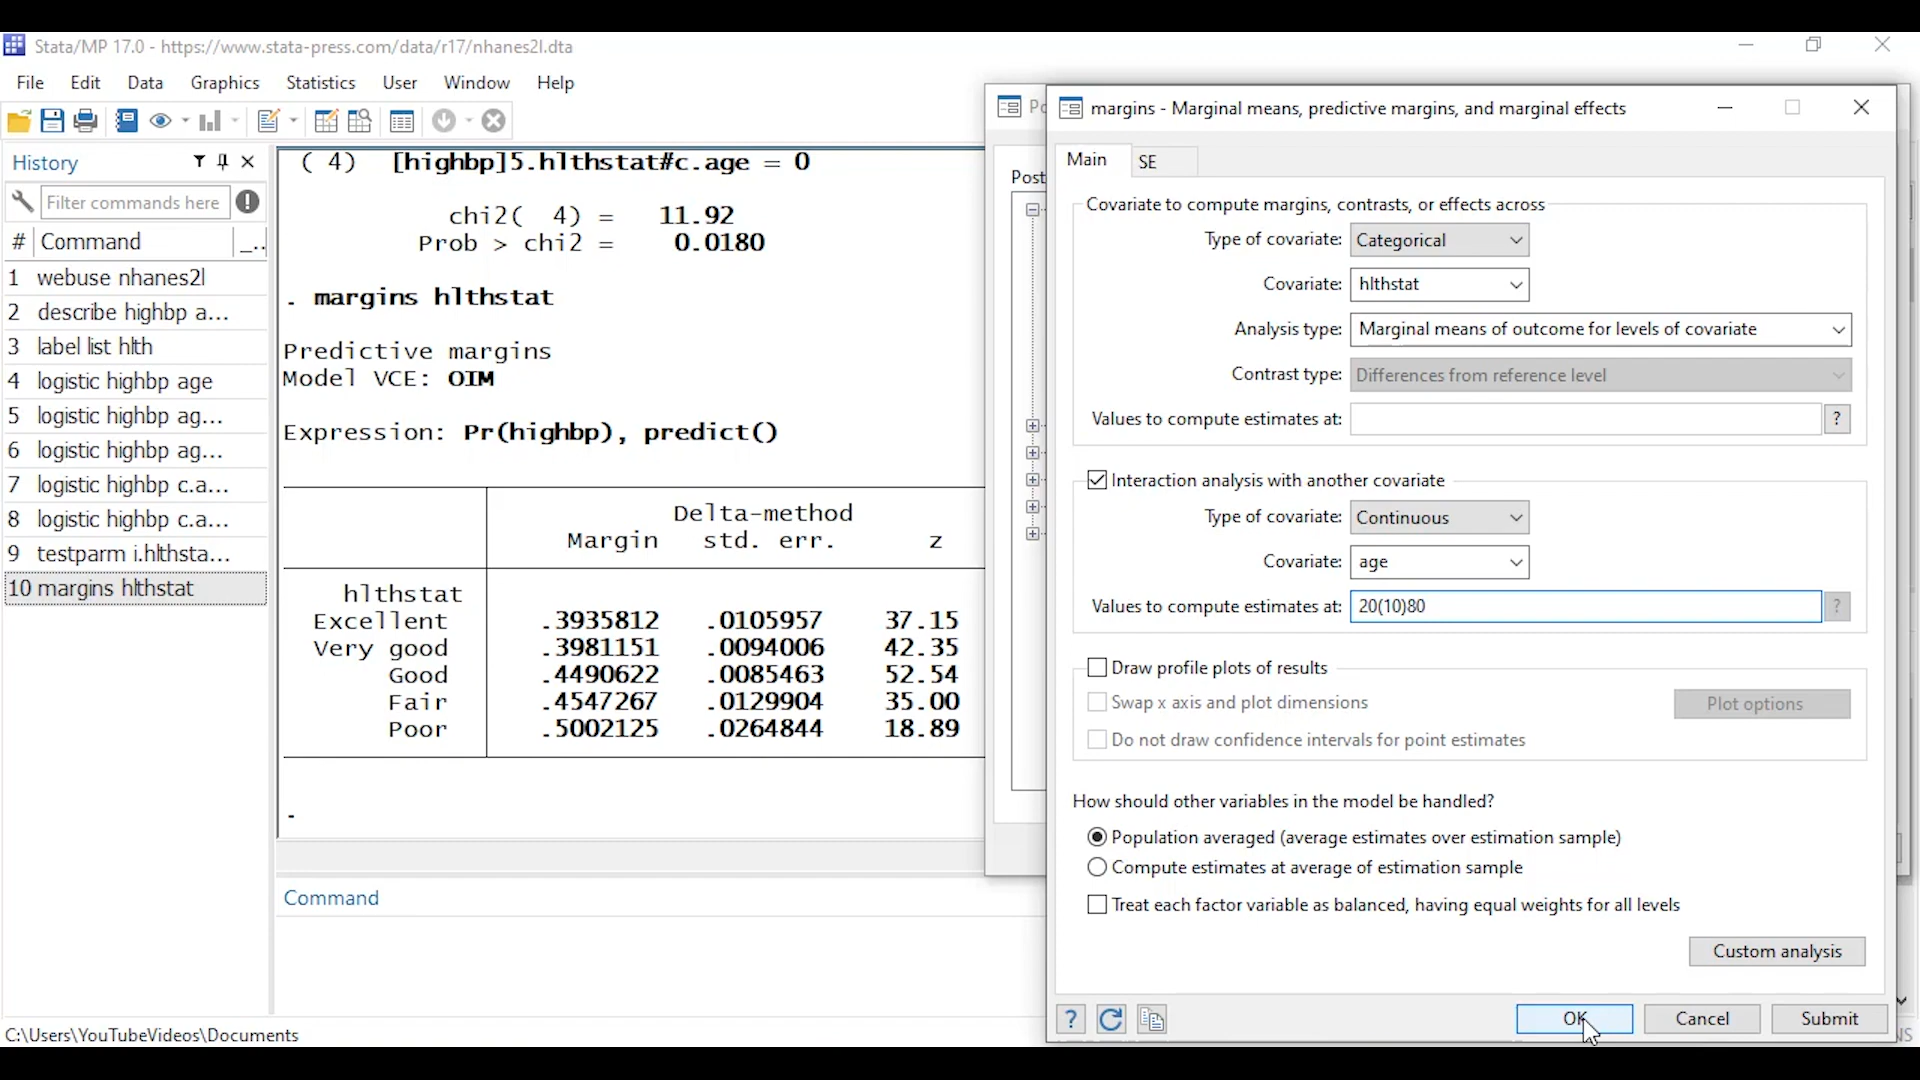 Stata/MP 17.0 - https://www.stata-press.com/data/r17/nhanes2l.dta
File Edit Data Graphics Statistics User Window Help
History
Filter commands here
# Command _..
1 webuse nhanes2l
2 describe highbp a...
3 label list hlth
4 logistic highbp age
5 logistic highbp ag...
6 logistic highbp ag...
7 logistic highbp c.a...
8 logistic highbp c.a...
9 testparm i.hlthsta...
10 margins hlthstat
( 4) [highbp]5.hlthstat#c.age = 0
chi2( 4) = 11.92
Prob > chi2 = 0.0180
. margins hlthstat
Predictive margins
Model VCE: OIM
Expression: Pr(highbp), predict()
Delta-method
Margin std. err. z
hlthstat
Excellent .3935812 .0105957 37.15
Very good .3981151 .0094006 42.35
Good .4490622 .0085463 52.54
Fair .4547267 .0129904 35.00
Poor .5002125 .0264844 18.89
.
Command
C:\Users\YouTubeVideos\Documents
Po
Post
margins - Marginal means, predictive margins, and marginal effects
Main SE
Covariate to compute margins, contrasts, or effects across
Type of covariate: Categorical
Covariate: hlthstat
Analysis type: Marginal means of outcome for levels of covariate
Contrast type: Differences from reference level
Values to compute estimates at: ?
Interaction analysis with another covariate
Type of covariate: Continuous
Covariate: age
Values to compute estimates at: 20(10)80 ?
Draw profile plots of results
Swap x axis and plot dimensions Plot options
Do not draw confidence intervals for point estimates
How should other variables in the model be handled?
Population averaged (average estimates over estimation sample)
Compute estimates at average of estimation sample
Treat each factor variable as balanced, having equal weights for all levels
Custom analysis
? OK Cancel Submit